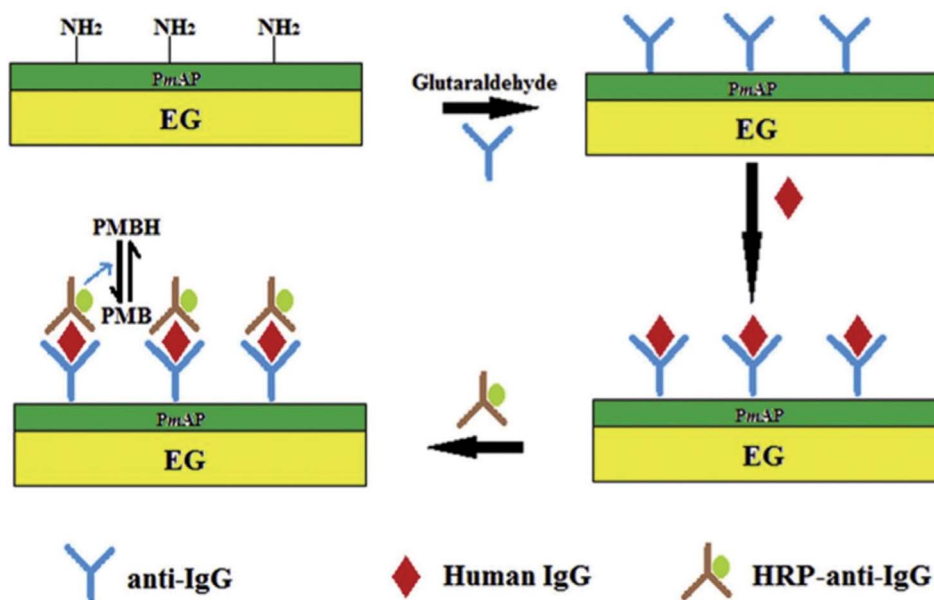 NH2 NH2 NH2
PmAP
EG
Glutaraldehyde
PmAP
EG
PMBH
PMB
PmAP
EG
PmAP
EG
anti-IgG
Human IgG
HRP-anti-IgG